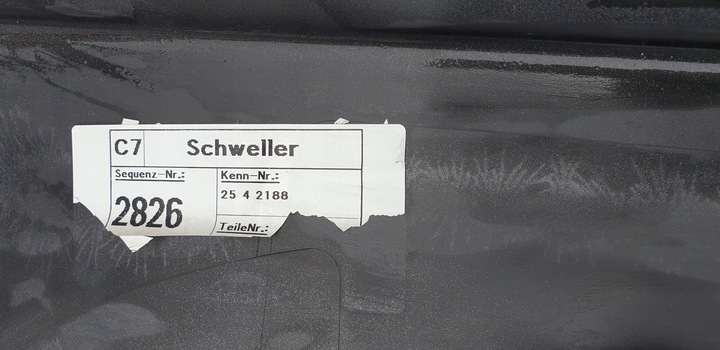 C7 Schweller
Sequenz-Nr.: Kenn-Nr.:
25 4 2188
2826
TeileNr.: